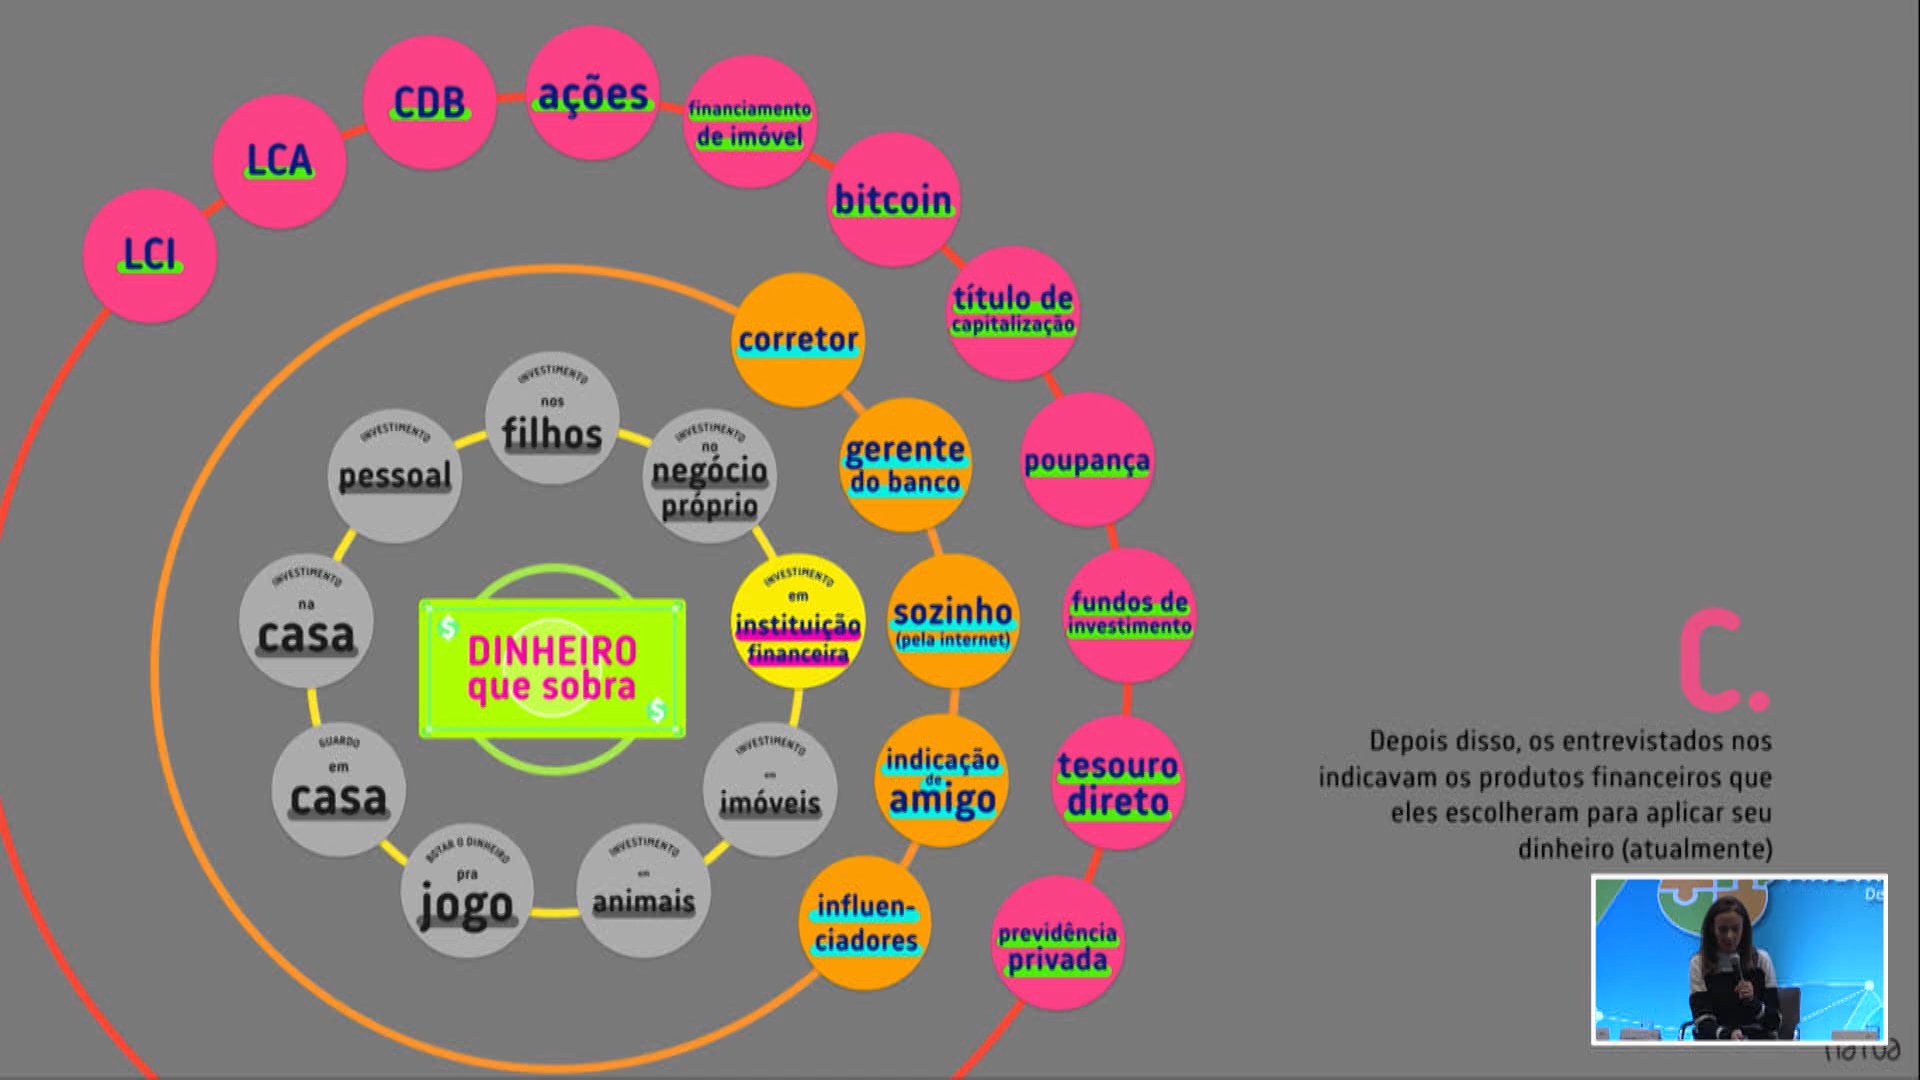 LCI
LCA
CDB
ações
financiamento
de imóvel
bitcoin
título de
capitalização
poupança
fundos de
investimento
tesouro
direto
previdência
privada
corretor
gerente
do banco
sozinho
(pela internet)
indicação
de
amigo
influen-
ciadores
INVESTIMENTO
pessoal
INVESTIMENTO
nos
filhos
INVESTIMENTO
no
negócio
próprio
INVESTIMENTO
em
instituição
financeira
INVESTIMENTO
em
imóveis
INVESTIMENTO
em
animais
BOTAR O DINHEIRO
pra
jogo
GUARDO
em
casa
INVESTIMENTO
na
casa
$
DINHEIRO
que sobra
$
C.
Depois disso, os entrevistados nos
indicavam os produtos financeiros que
eles escolheram para aplicar seu
dinheiro (atualmente)